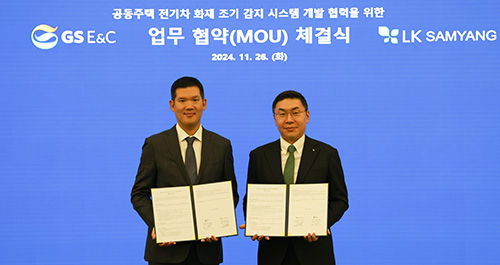 공동주택 전기차 화재 조기 감지 시스템 개발 협력을 위한
GS E&C 업무 협약(MOU) 체결식 LK SAMYANG
2024. 11. 26. (화)